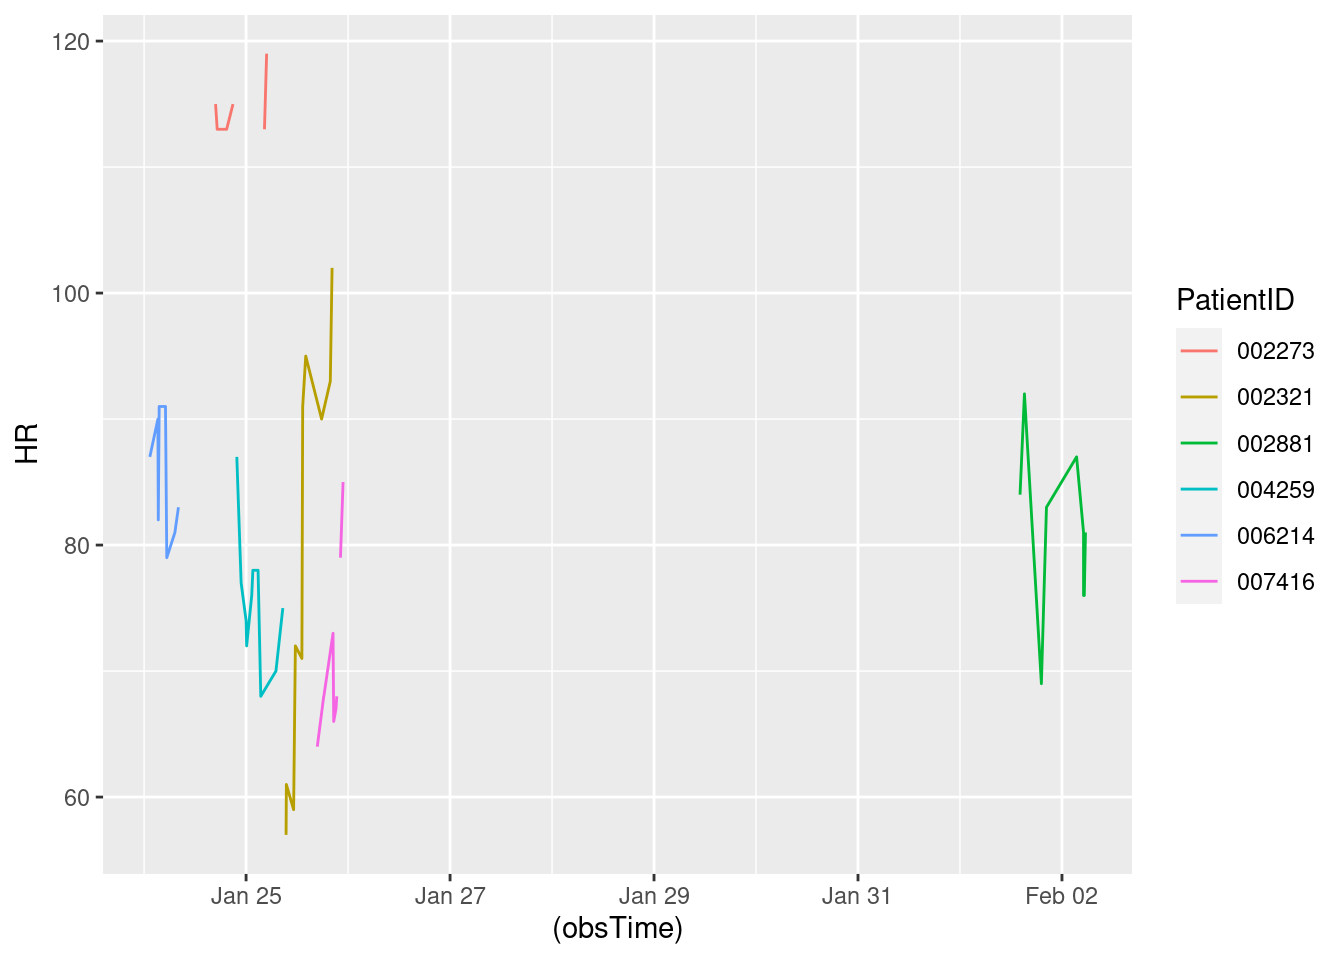 120
100
80
60
HR
Jan 25
Jan 27
Jan 29
Jan 31
Feb 02
(obsTime)
PatientID
002273
002321
002881
004259
006214
007416